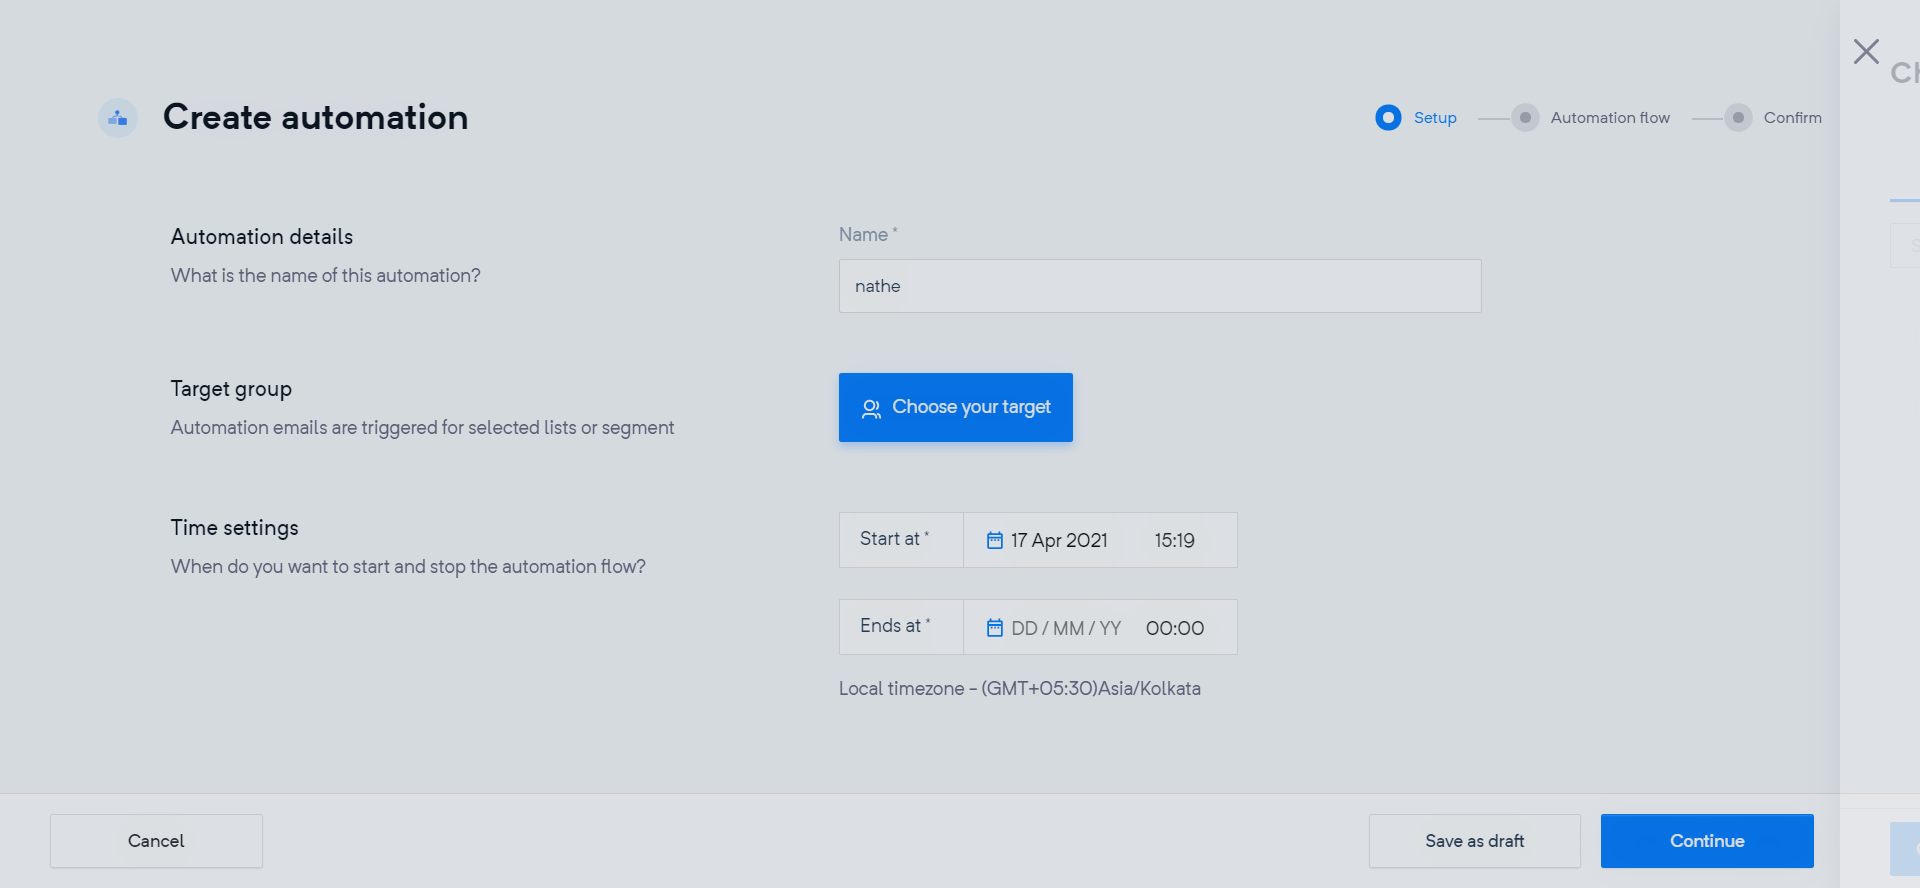 Create automation
Setup
Automation flow
Confirm
Automation details
What is the name of this automation?
Name *
nathe
Target group
Automation emails are triggered for selected lists or segment
Choose your target
Time settings
When do you want to start and stop the automation flow?
Start at *
17 Apr 2021
15:19
Ends at *
DD / MM / YY
00:00
Local timezone - (GMT+05:30)Asia/Kolkata
Cancel
Save as draft
Continue